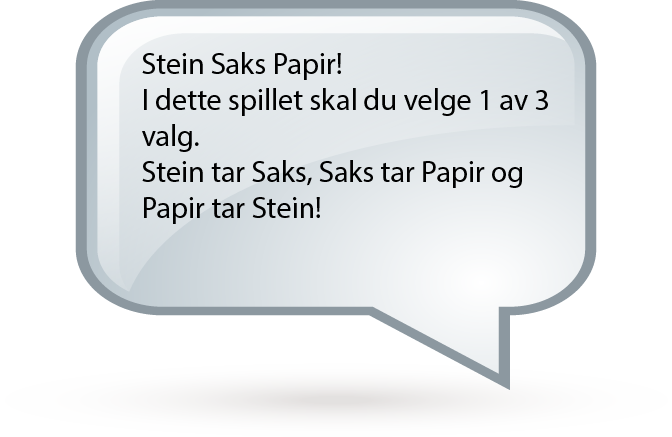 Stein Saks Papir!
I dette spillet skal du velge 1 av 3
valg.
Stein tar Saks, Saks tar Papir og
Papir tar Stein!